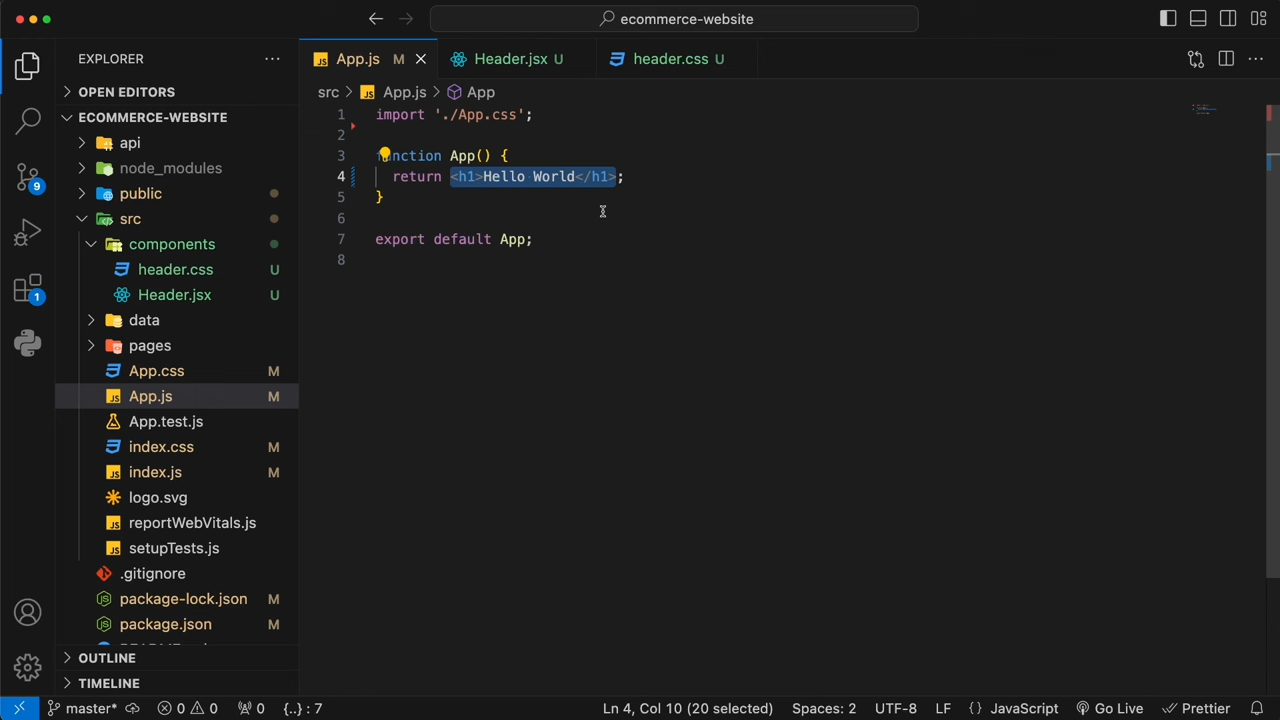 ecommerce-website
EXPLORER
App.js M
Header.jsx U
header.css U
OPEN EDITORS
src > App.js > App
ECOMMERCE-WEBSITE
api
node_modules
public
src
components
header.css U
Header.jsx U
data
pages
App.css M
App.js M
App.test.js
index.css M
index.js M
logo.svg
reportWebVitals.js
setupTests.js
.gitignore
package-lock.json M
package.json M
OUTLINE
TIMELINE
9
1
1 import './App.css';
2
3 function App() {
4 return <h1>Hello World</h1>;
5 }
6
7 export default App;
8
master* 0 0 0 {..} : 7 Ln 4, Col 10 (20 selected) Spaces: 2 UTF-8 LF {} JavaScript Go Live Prettier